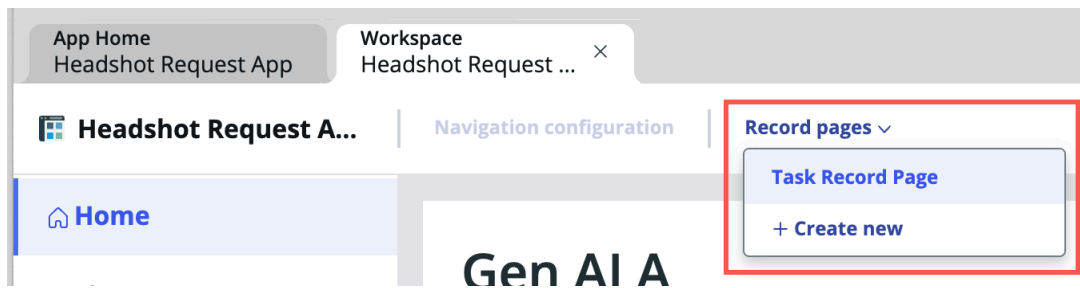 App Home
Headshot Request App
Workspace
Headshot Request ...
Headshot Request A...
Navigation configuration
Record pages
Task Record Page
+ Create new
Home
Gen AI A